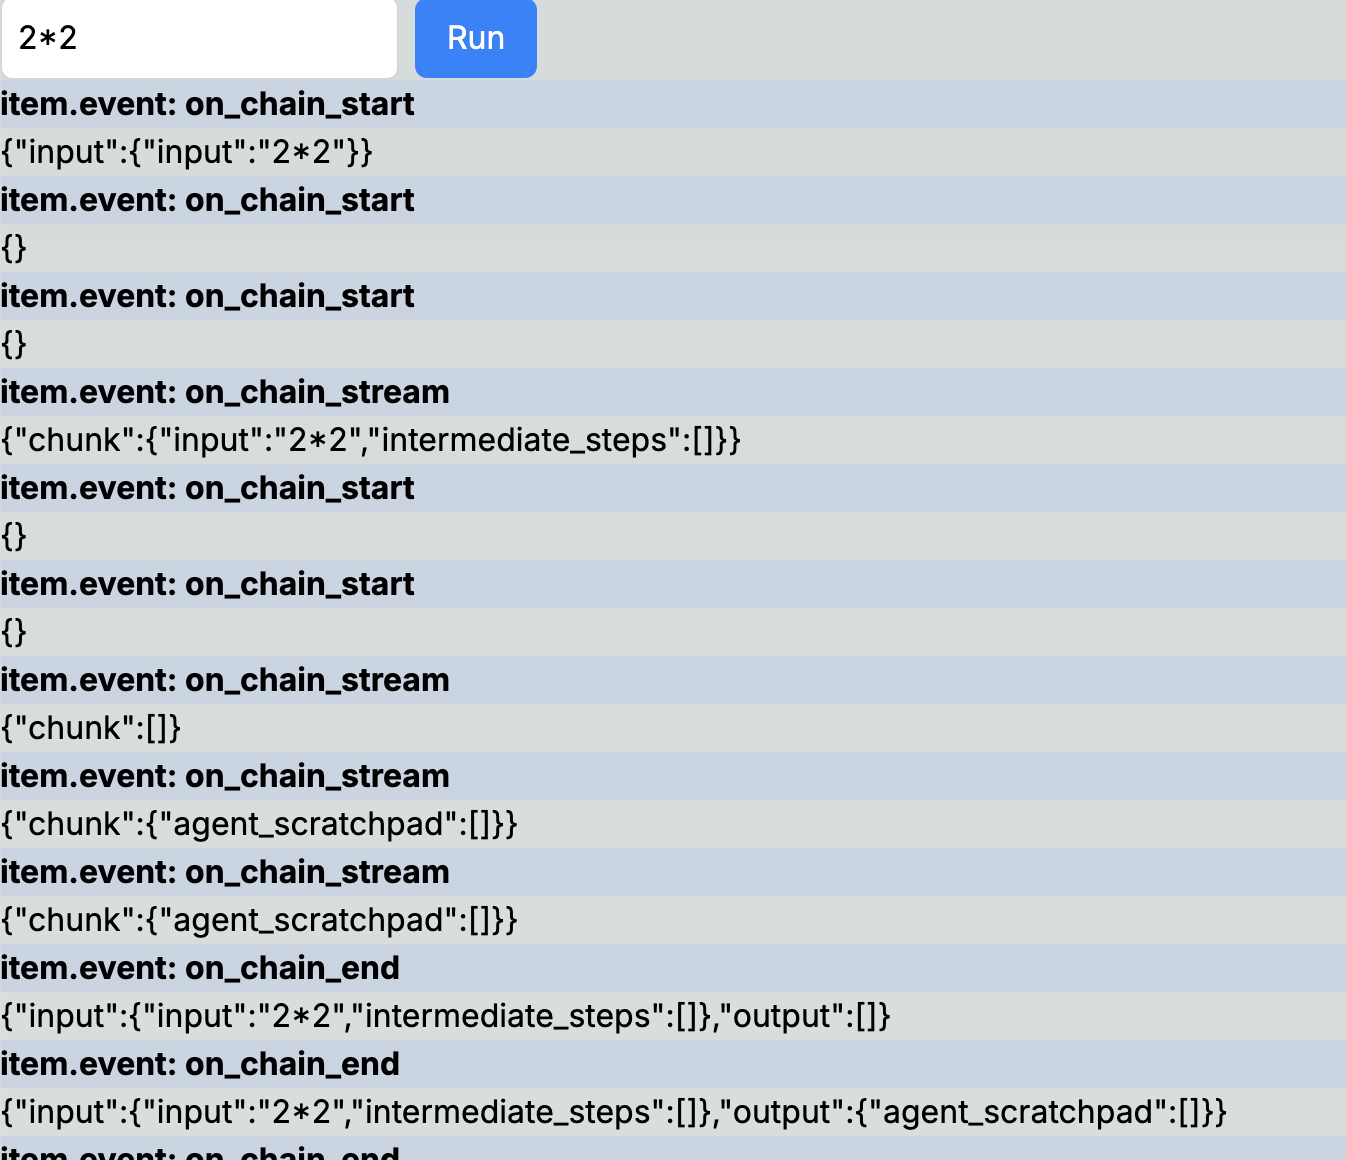 2*2
Run
item.event: on_chain_start
{"input":{"input":"2*2"}}
item.event: on_chain_start
{}
item.event: on_chain_start
{}
item.event: on_chain_stream
{"chunk":{"input":"2*2","intermediate_steps":[]}}
item.event: on_chain_start
{}
item.event: on_chain_start
{}
item.event: on_chain_stream
{"chunk":[]}
item.event: on_chain_stream
{"chunk":{"agent_scratchpad":[]}}
item.event: on_chain_stream
{"chunk":{"agent_scratchpad":[]}}
item.event: on_chain_end
{"input":{"input":"2*2","intermediate_steps":[]},"output":[]}
item.event: on_chain_end
{"input":{"input":"2*2","intermediate_steps":[]},"output":{"agent_scratchpad":[]}}
item.event: on_chain_end